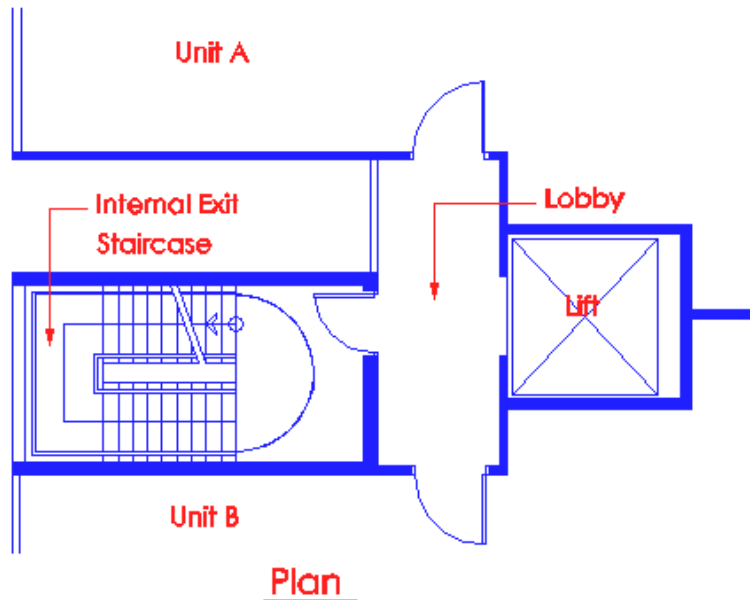 Unit A
Internal Exit
Staircase
Lobby
Lift
Unit B
Plan